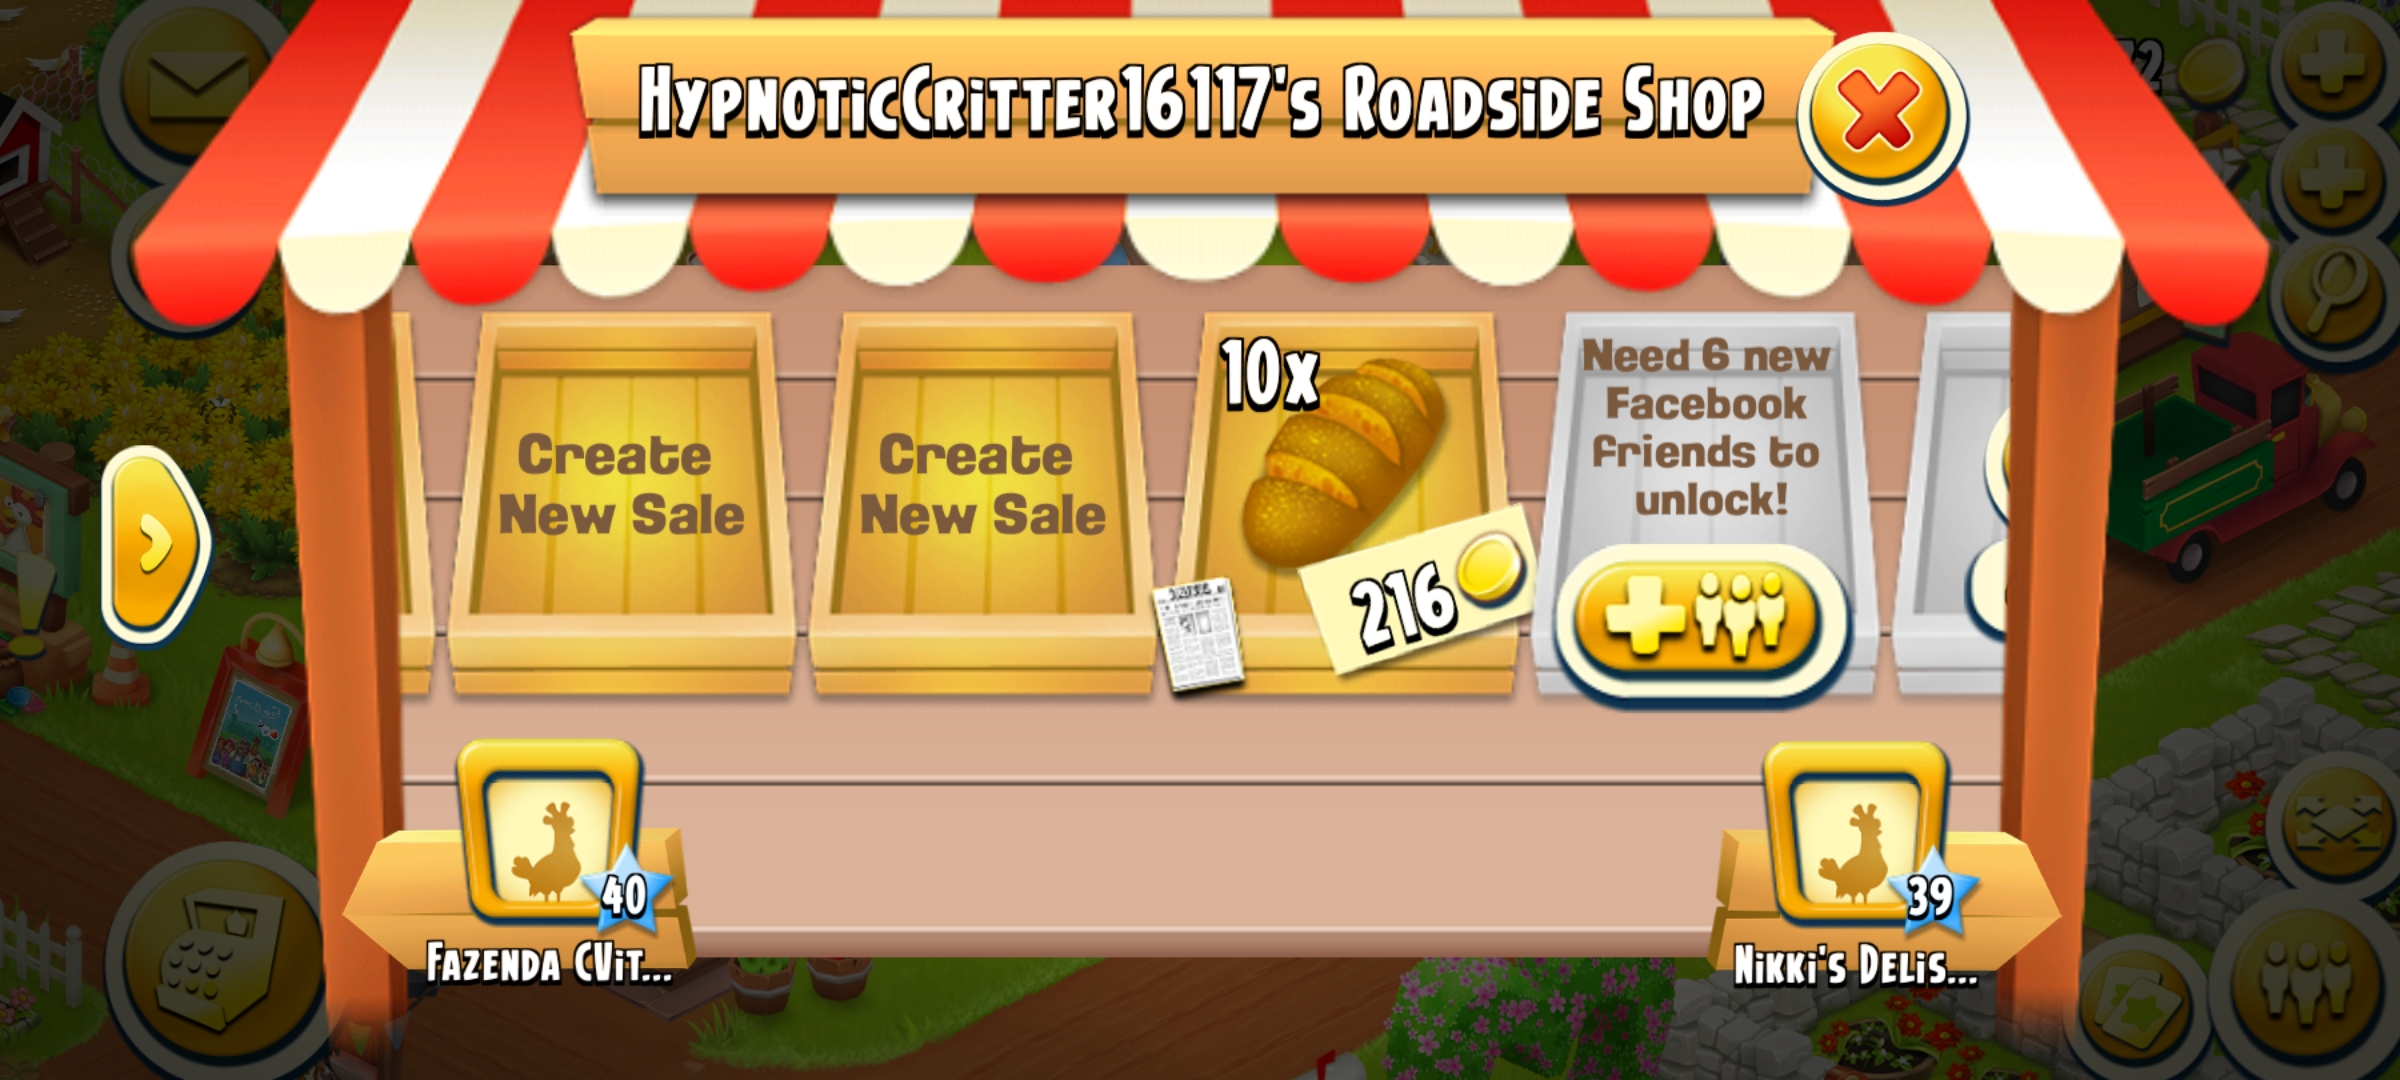 HypnoticCritter16117's Roadside Shop
Create
New Sale
Create
New Sale
10x
216
Need 6 new
Facebook
friends to
unlock!
40
Fazenda CVit...
39
Nikki's Delis...